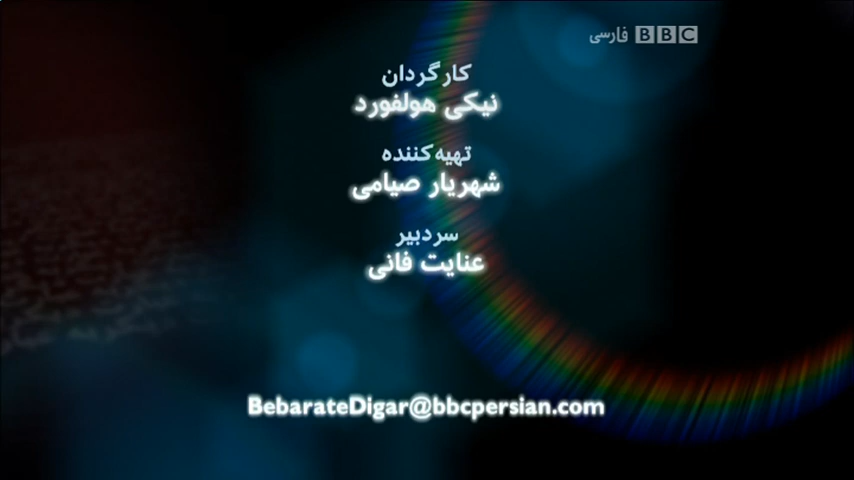 BBC فارسی
کارگردان
نیکی هولفورد
تهیه‌کننده
شهریار صیامی
سردبیر
عنایت فانی
BebarateDigar@bbcpersian.com